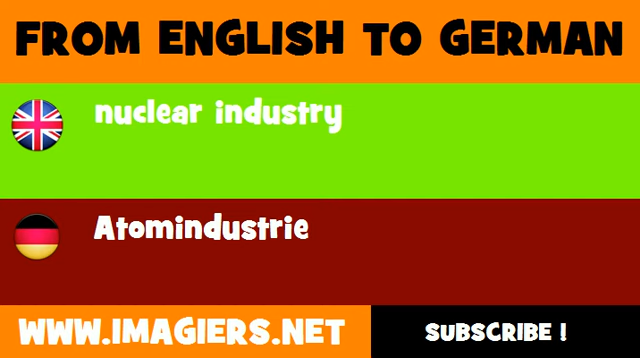 FROM ENGLISH TO GERMAN
nuclear industry
Atomindustrie
WWW.IMAGIERS.NET
SUBSCRIBE !